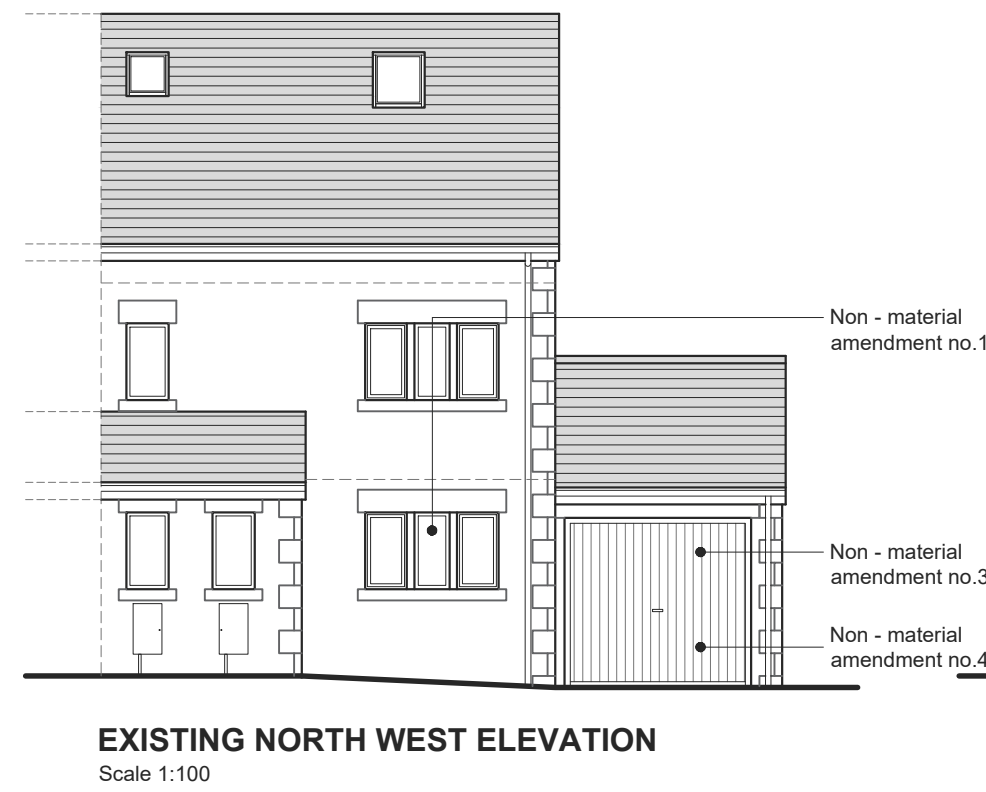 Non - material
amendment no.1
Non - material
amendment no.3
Non - material
amendment no.4
EXISTING NORTH WEST ELEVATION
Scale 1:100